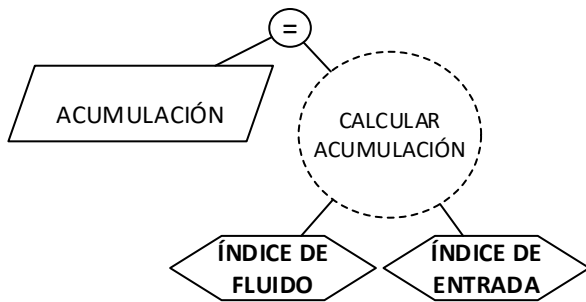 =
ACUMULACIÓN
CALCULAR
ACUMULACIÓN
ÍNDICE DE
FLUIDO
ÍNDICE DE
ENTRADA